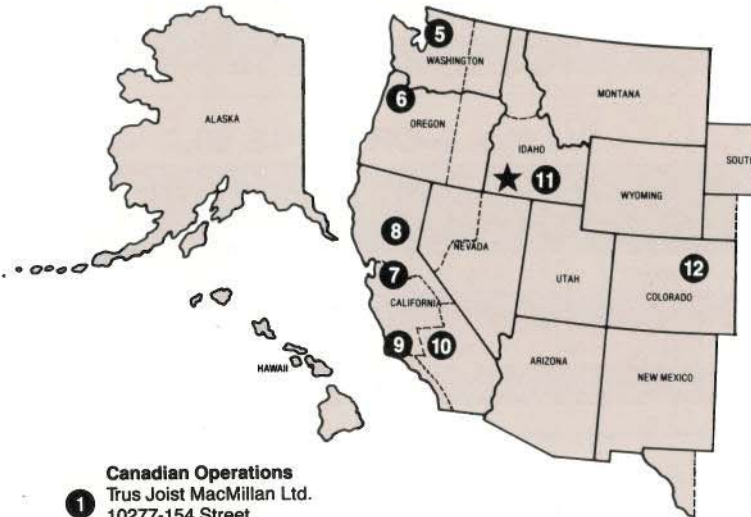 ALASKA
HAWAII
5
WASHINGTON
6
OREGON
MONTANA
IDAHO
11
WYOMING
8
NEVADA
7
CALIFORNIA
9
10
UTAH
12
COLORADO
ARIZONA
NEW MEXICO
Canadian Operations
1
Trus Joist MacMillan Ltd.
10277-154 Street